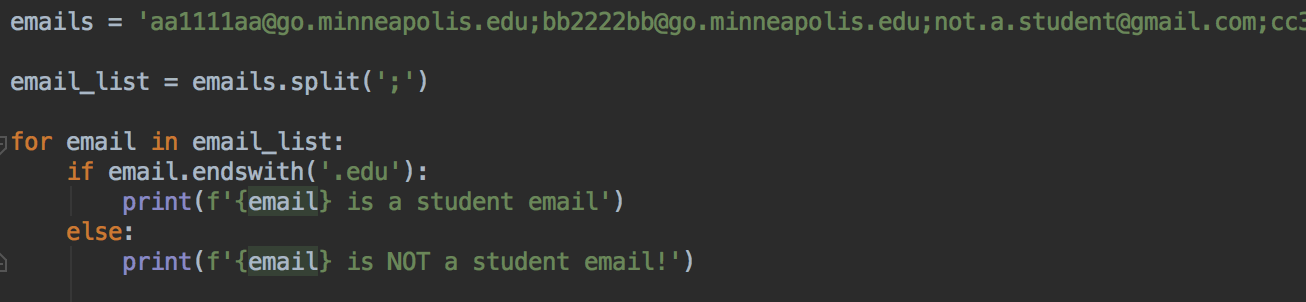 emails = 'aa1111aa@go.minneapolis.edu;bb2222bb@go.minneapolis.edu;not.a.student@gmail.com;cc3
email_list = emails.split(';')
for email in email_list:
    if email.endswith('.edu'):
        print(f'{email} is a student email')
    else:
        print(f'{email} is NOT a student email!')